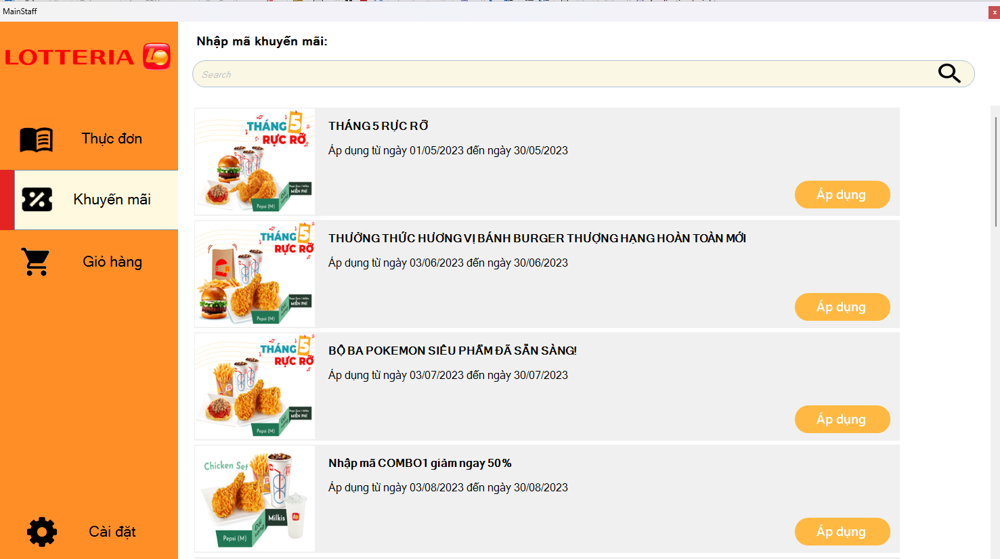 MainStaff
x
LOTTERIA
Thực đơn
Khuyến mãi
Giỏ hàng
Cài đặt
Nhập mã khuyến mãi:
Search
THÁNG 5
RỰC RỠ
MIỄN PHÍ
Pepsi (M)
THÁNG 5 RỰC RỠ
Áp dụng từ ngày 01/05/2023 đến ngày 30/05/2023
Áp dụng
THÁNG 5
RỰC RỠ
MIỄN PHÍ
Pepsi (M)
THƯỞNG THỨC HƯƠNG VỊ BÁNH BURGER THƯỢNG HẠNG HOÀN TOÀN MỚI
Áp dụng từ ngày 03/06/2023 đến ngày 30/06/2023
Áp dụng
THÁNG 5
RỰC RỠ
MIỄN PHÍ
Pepsi (M)
BỘ BA POKEMON SIÊU PHẨM ĐÃ SẴN SÀNG!
Áp dụng từ ngày 03/07/2023 đến ngày 30/07/2023
Áp dụng
Chicken Set
Milkis
Pepsi (M)
Nhập mã COMBO1 giảm ngay 50%
Áp dụng từ ngày 03/08/2023 đến ngày 30/08/2023
Áp dụng